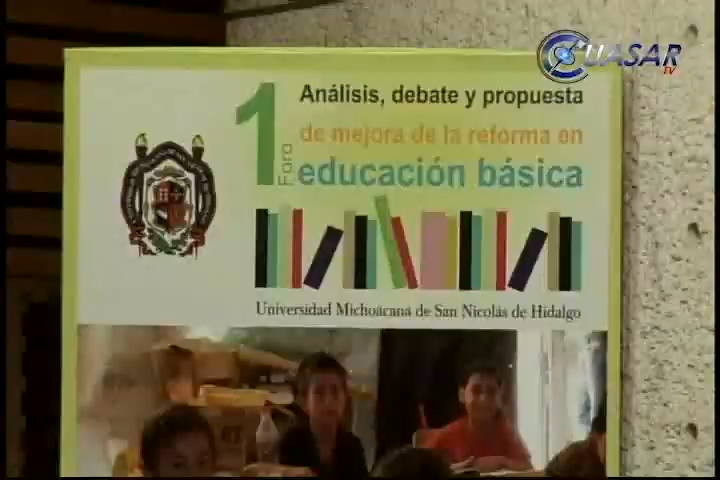 CUASAR
TV
1 Foro
Análisis, debate y propuesta
de mejora de la reforma en
educación básica
Universidad Michoacana de San Nicolás de Hidalgo